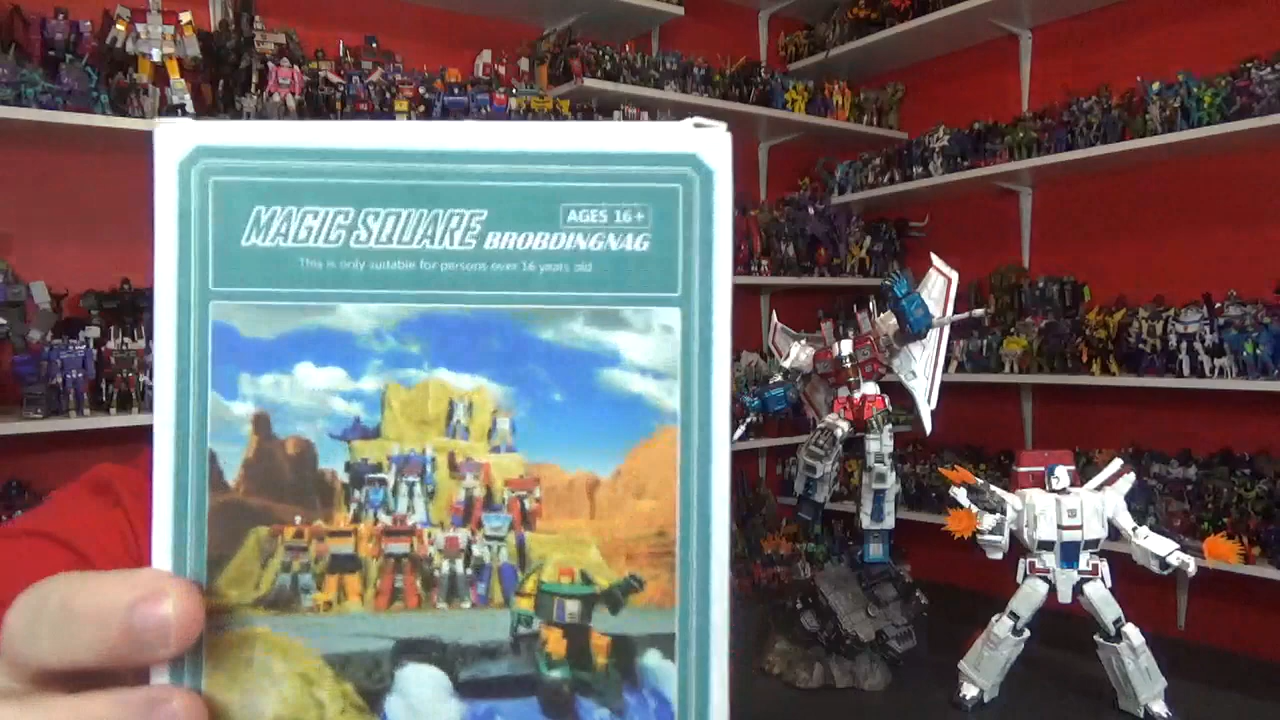 MAGIC SQUARE
AGES 16+
BROBDINGNAG
This is only suitable for persons over 16 years old